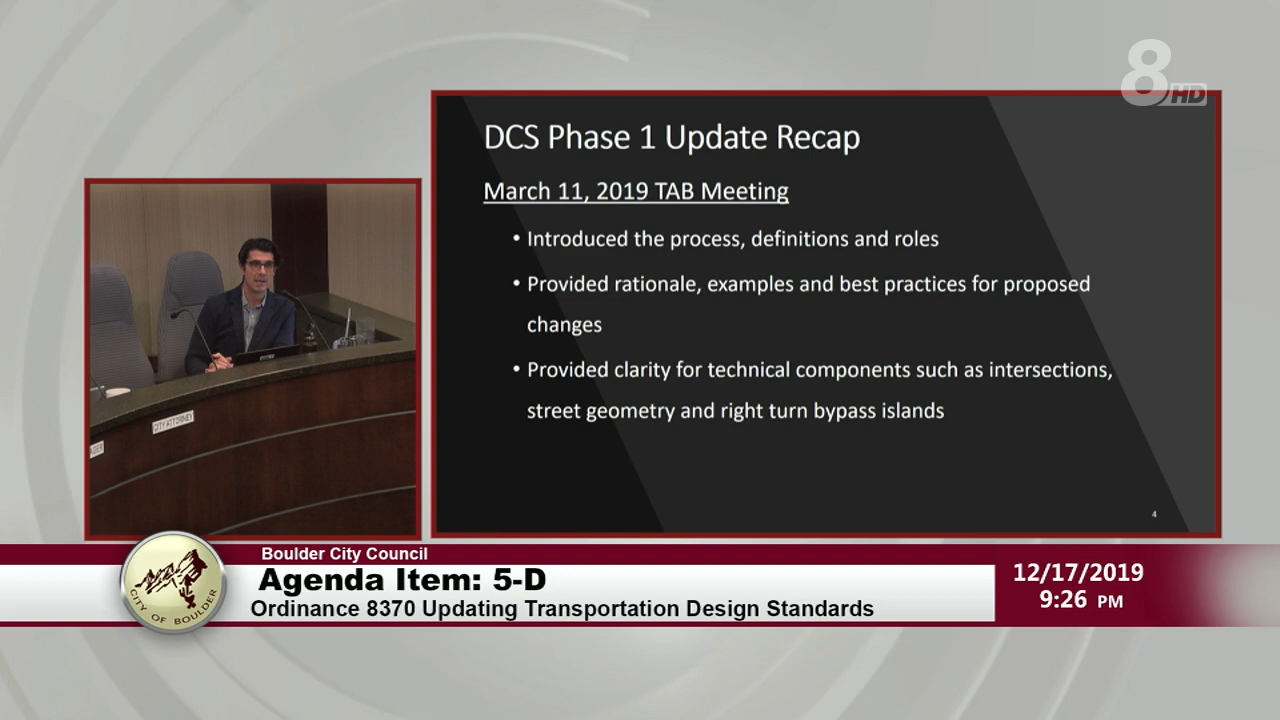 8
HD
DCS Phase 1 Update Recap
March 11, 2019 TAB Meeting
• Introduced the process, definitions and roles
• Provided rationale, examples and best practices for proposed
changes
• Provided clarity for technical components such as intersections,
street geometry and right turn bypass islands
4
CITY ATTORNEY
Boulder City Council
Agenda Item: 5-D
Ordinance 8370 Updating Transportation Design Standards
12/17/2019
9:26 PM
CITY OF BOULDER